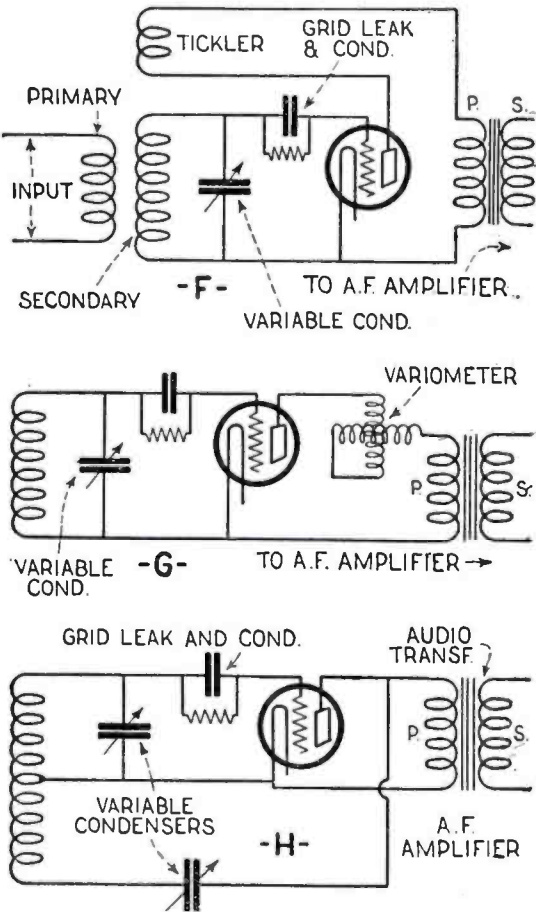 TICKLER
GRID LEAK
& COND.
PRIMARY
P.
S.
INPUT
SECONDARY
-F-
TO A.F. AMPLIFIER
VARIABLE COND.
VARIOMETER
P.
S.
VARIABLE
COND.
-G-
TO A.F. AMPLIFIER
GRID LEAK AND COND.
AUDIO
TRANSF.
P.
S.
VARIABLE
CONDENSERS
-H-
A.F.
AMPLIFIER